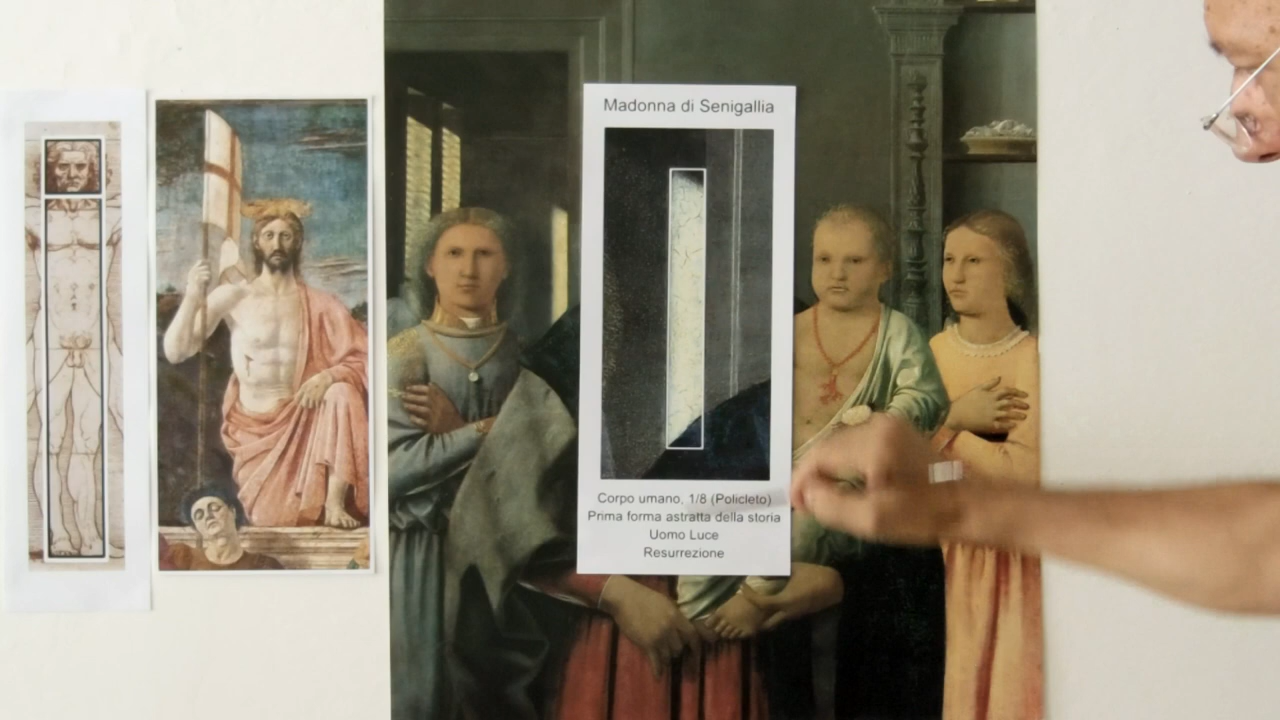 Madonna di Senigallia
Corpo umano, 1/8 (Policleto)
Prima forma astratta della storia
Uomo Luce
Resurrezione